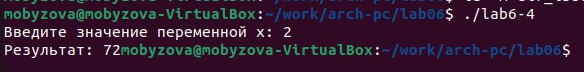 mobyzova@mobyzova-VirtualBox:~/work/arch-pc/lab06$ ./lab6-4
Введите значение переменной x: 2
Результат: 72mobyzova@mobyzova-VirtualBox:~/work/arch-pc/lab06$